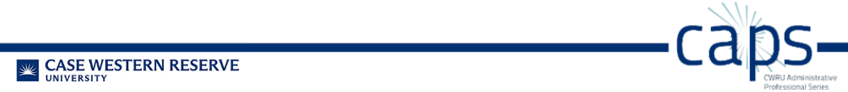 CASE WESTERN RESERVE
UNIVERSITY
caps
CWRU Administrative
Professional Series